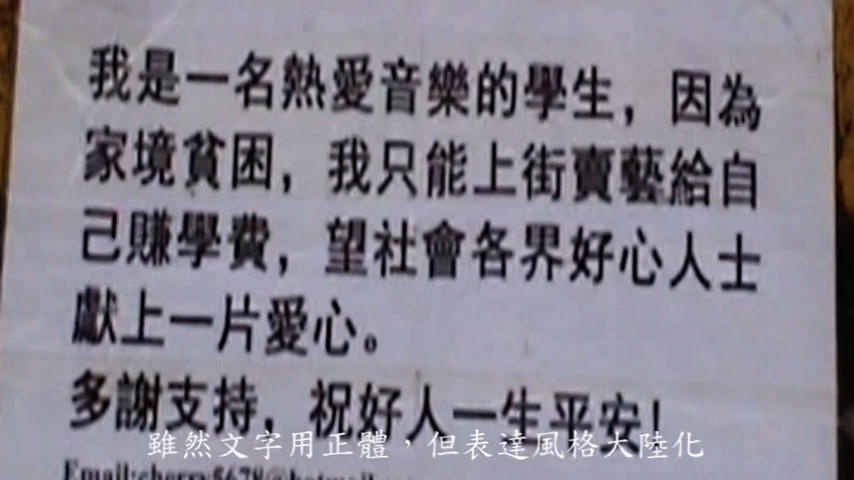 我是一名熱愛音樂的學生，因為
家境貧困，我只能上街賣藝給自
己賺學費，望社會各界好心人士
獻上一片愛心。
多謝支持，祝好人一生平安！
雖然文字用正體，但表達風格大陸化